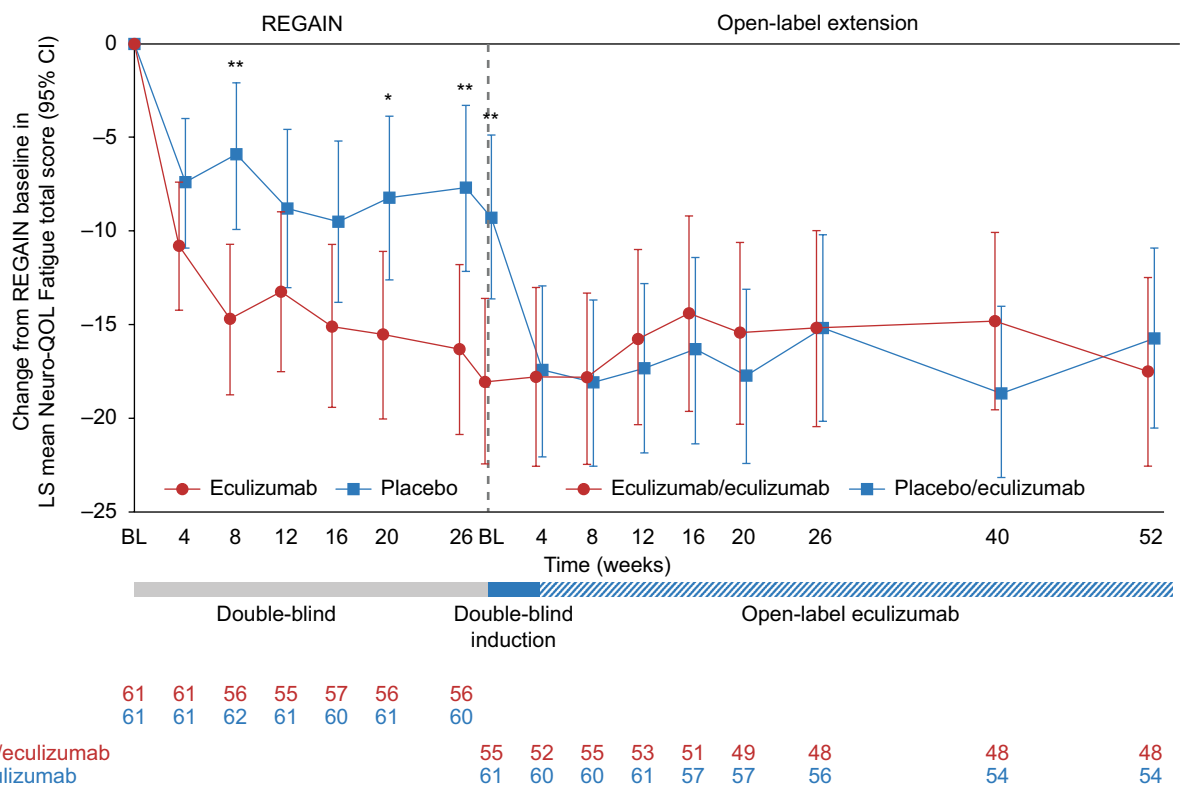 REGAIN
Open-label extension
Change from REGAIN baseline in
LS mean Neuro-QOL Fatigue total score (95% CI)
0
–5
–10
–15
–20
–25
**
*
**
**
Eculizumab
Placebo
Eculizumab/eculizumab
Placebo/eculizumab
BL 4 8 12 16 20 26 BL 4 8 12 16 20 26 40 52
Time (weeks)
Double-blind
Double-blind
induction
Open-label eculizumab
61 61 56 55 57 56 56
61 61 62 61 60 61 60
/eculizumab 55 52 55 53 51 49 48 48 48
ulizumab 61 60 60 61 57 57 56 54 54